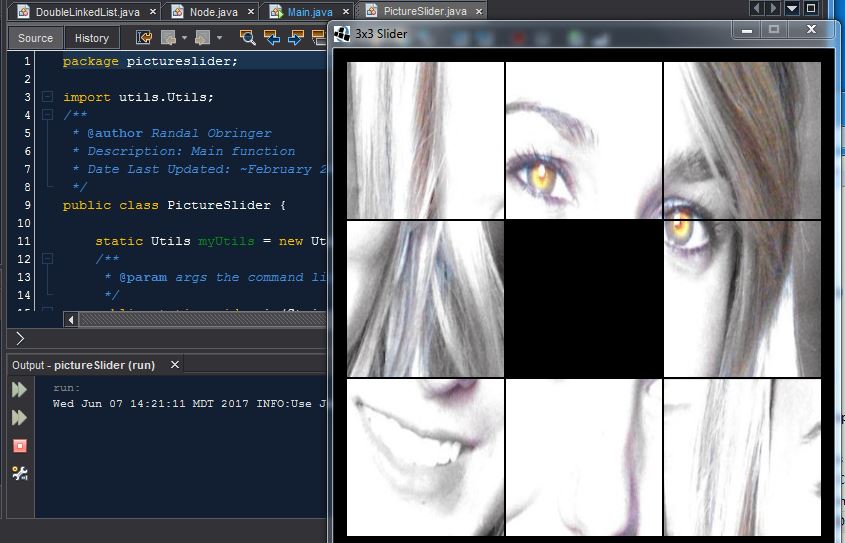 DoubleLinkedList.java Node.java Main.java PictureSlider.java
Source History
3x3 Slider
1 package pictureslider;
2
3 import utils.Utils;
4 /**
5 * @author Randal Obringer
6 * Description: Main function
7 * Date Last Updated: ~February 2
8 */
9 public class PictureSlider {
10
11 static Utils myUtils = new Ut
12 /**
13 * @param args the command li
14 */
Output - pictureSlider (run)
run:
Wed Jun 07 14:21:11 MDT 2017 INFO:Use J